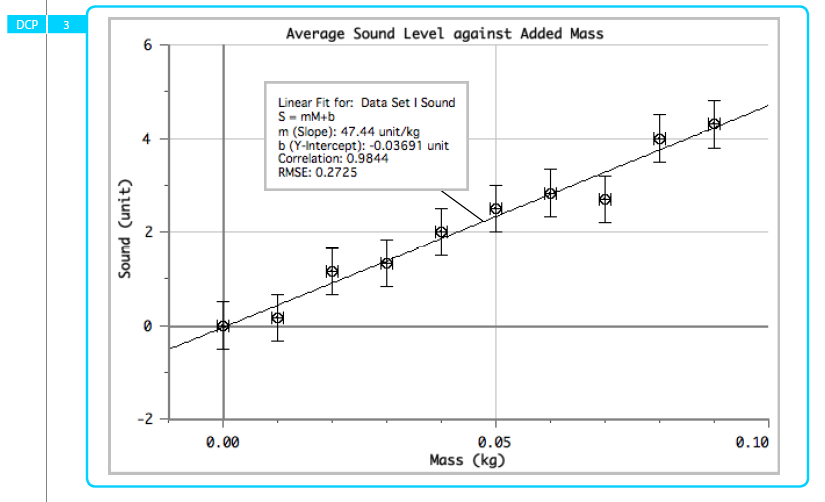 DCP 3
Average Sound Level against Added Mass
6
Linear Fit for: Data Set | Sound
S = mM+b
m (Slope): 47.44 unit/kg
b (Y-Intercept): -0.03691 unit
Correlation: 0.9844
RMSE: 0.2725
4
Sound (unit)
2
0
-2
0.00 0.05 0.10
Mass (kg)